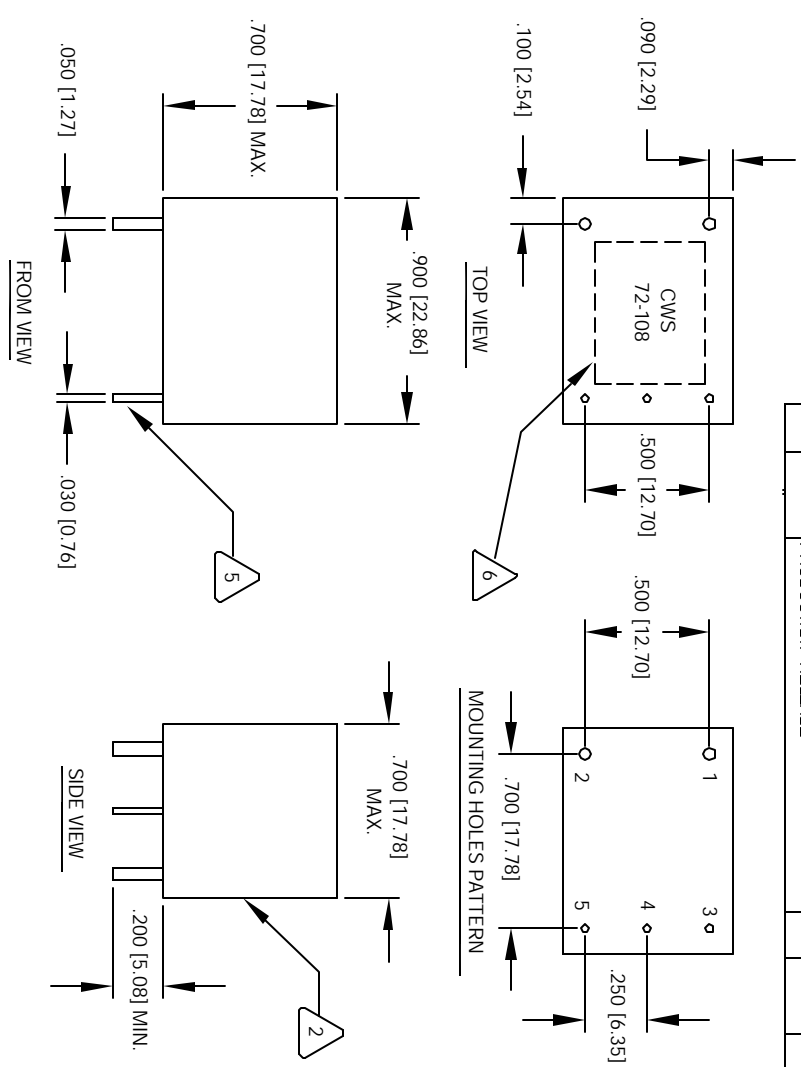 .090 [2.29]
.100 [2.54]
CWS
72-108
.500 [12.70]
6
TOP VIEW
.500 [12.70]
1
2
3
4
5
.700 [17.78]
.250 [6.35]
MOUNTING HOLES PATTERN
.900 [22.86]
MAX.
.700 [17.78] MAX.
.050 [1.27]
.030 [0.76]
5
FROM VIEW
.700 [17.78]
MAX.
.200 [5.08] MIN.
2
SIDE VIEW